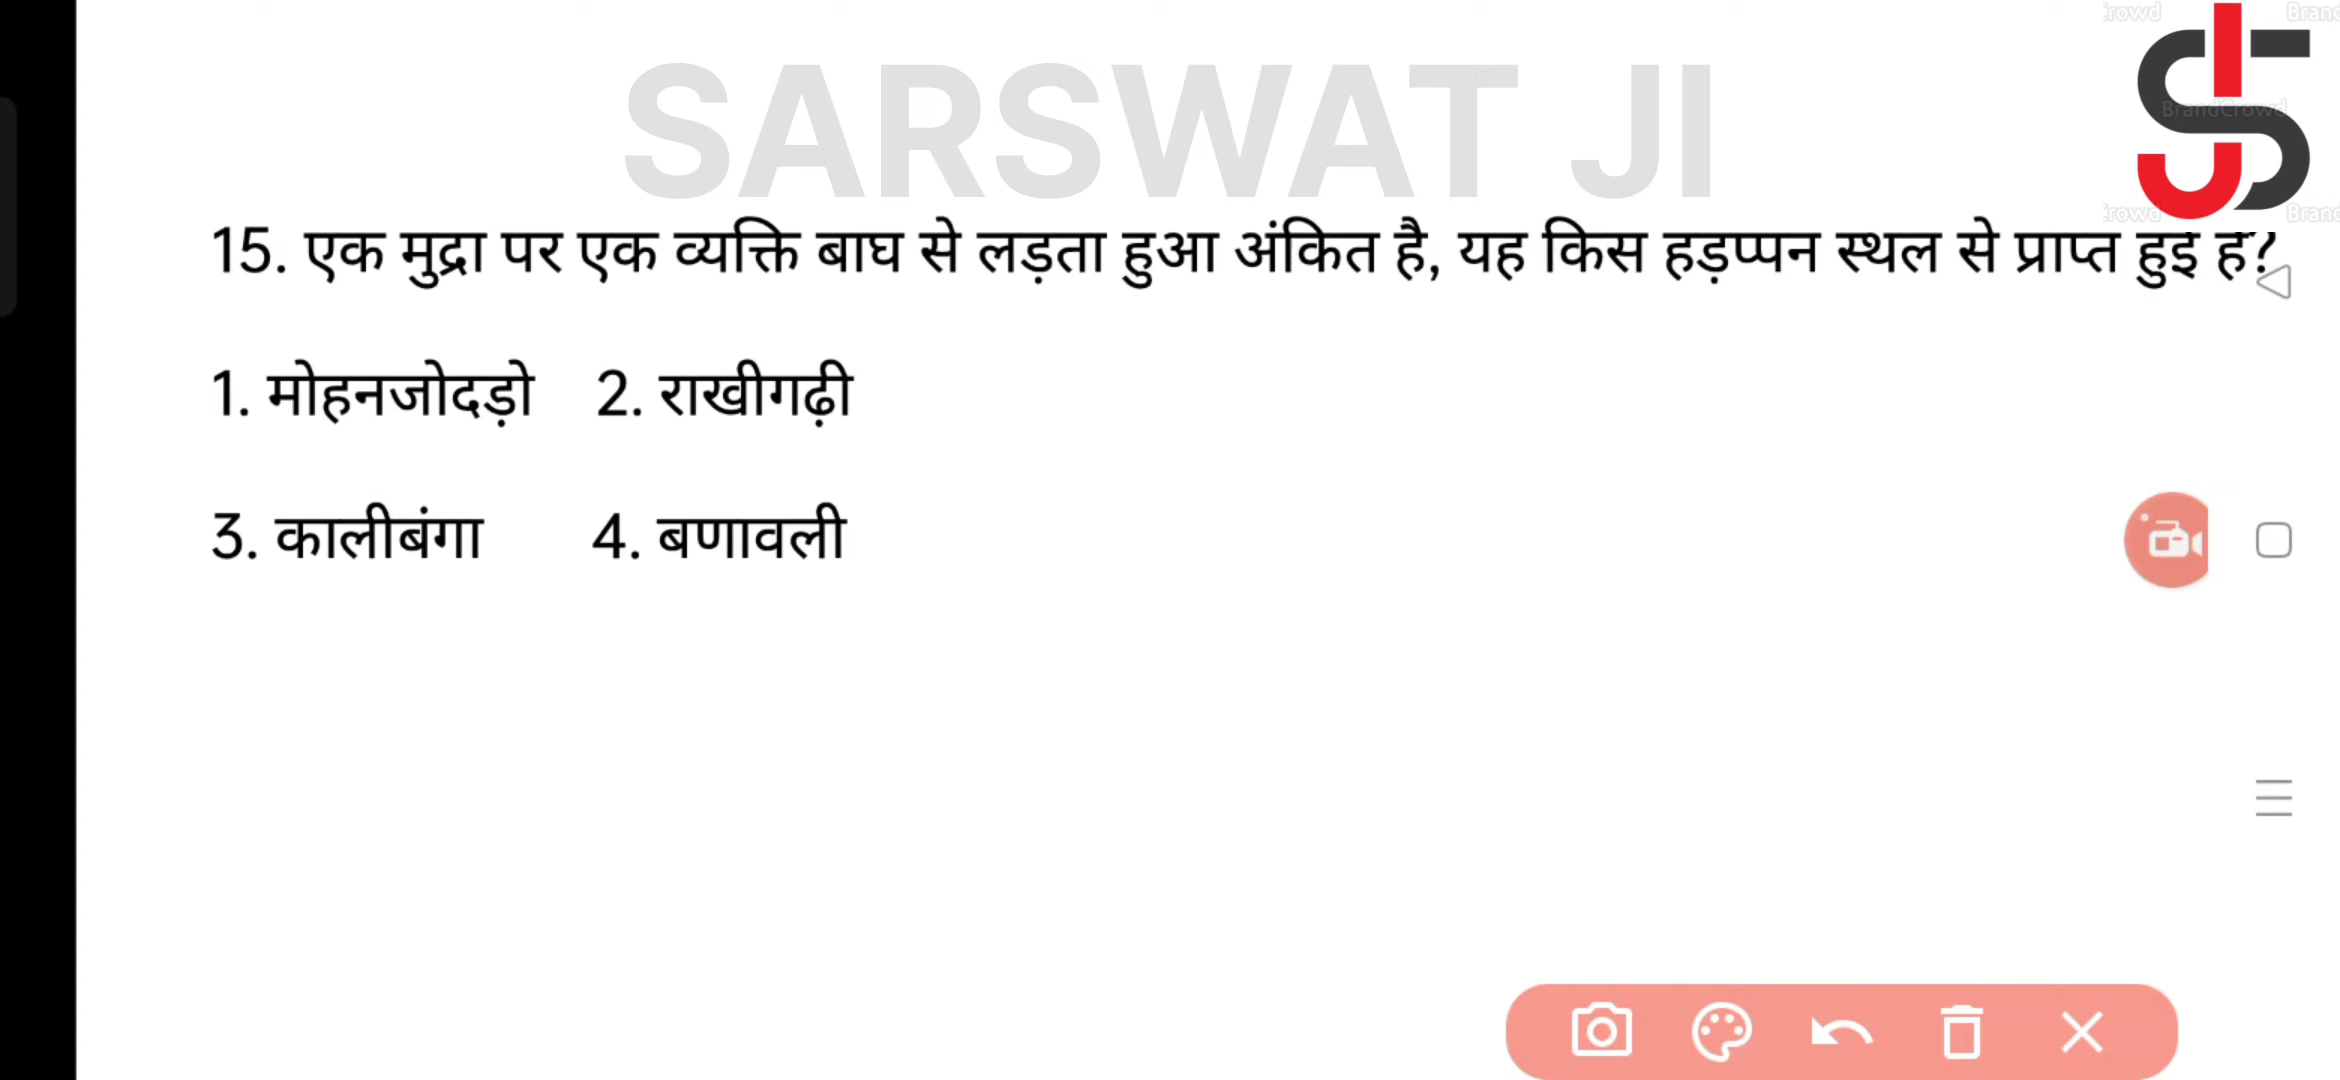 SARSWAT JI
15. एक मुद्रा पर एक व्यक्ति बाघ से लड़ता हुआ अंकित है, यह किस हड़प्पन स्थल से प्राप्त हुई है?
1. मोहनजोदड़ो 2. राखीगढ़ी
3. कालीबंगा 4. बणावली
BrandCrowd